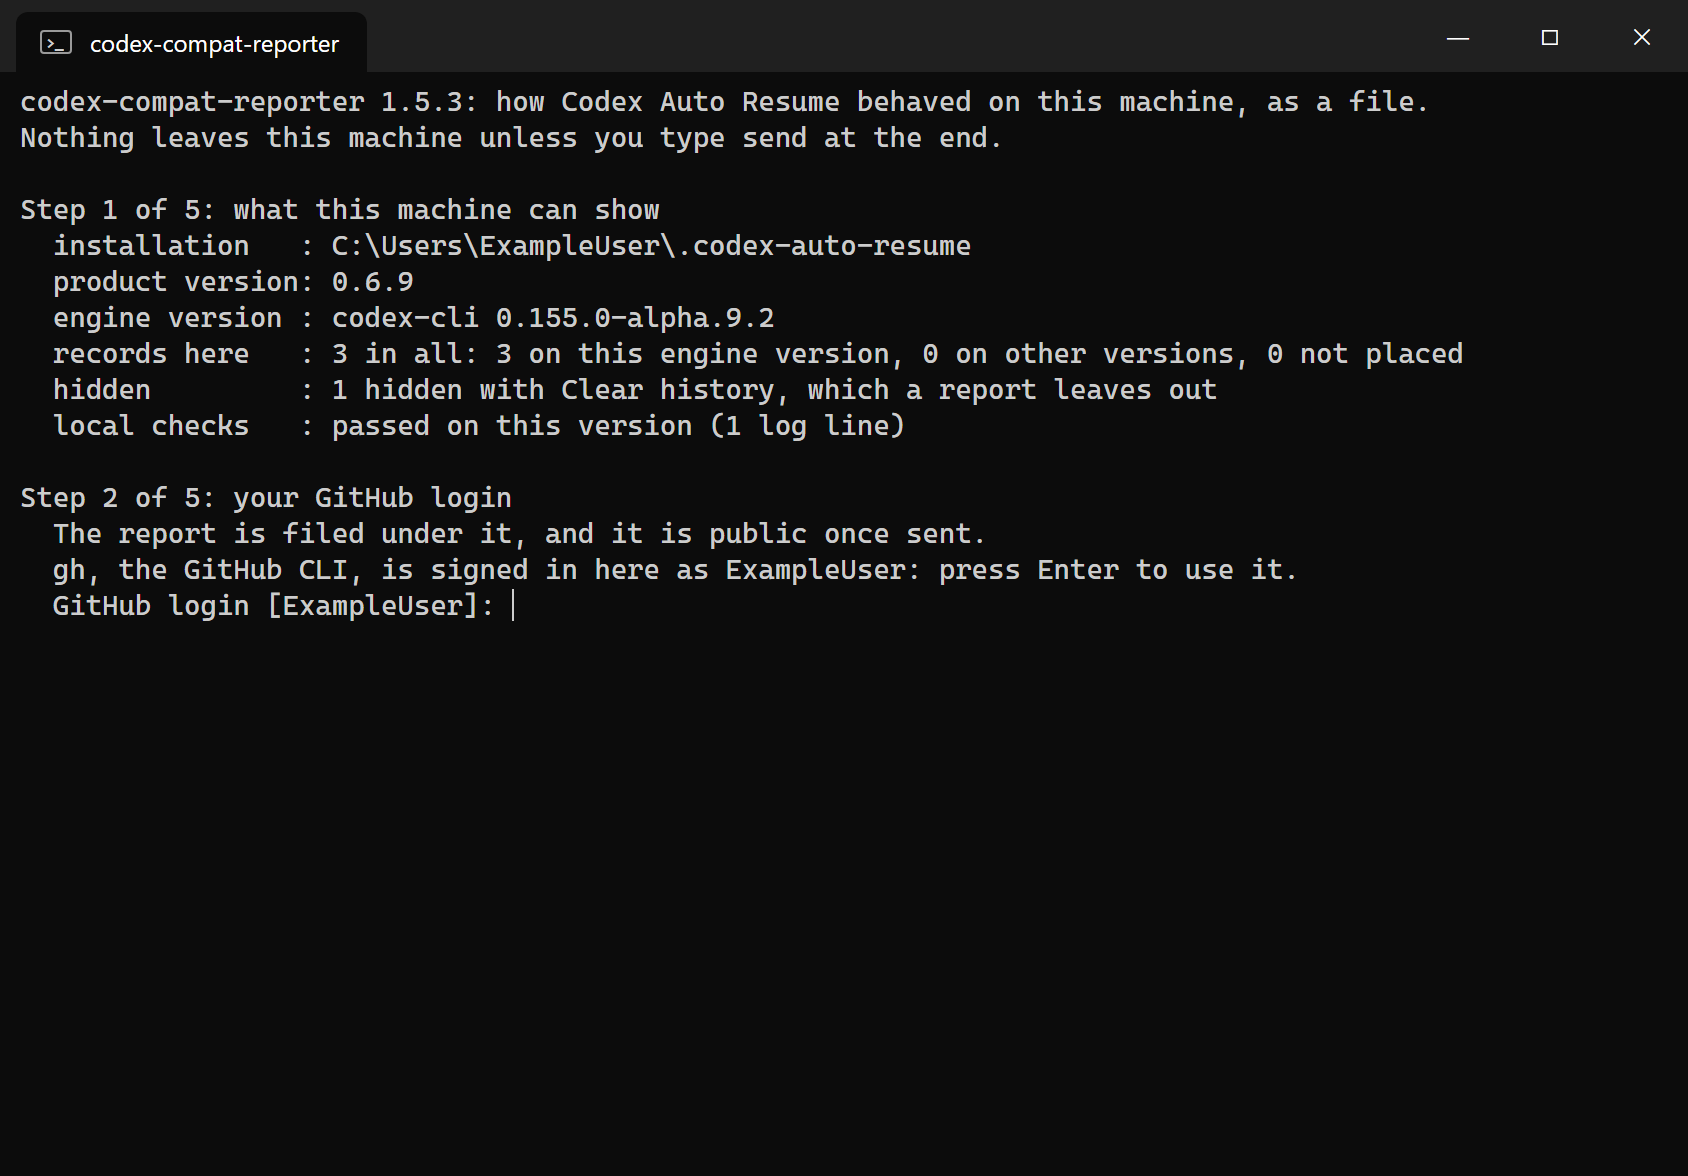 codex-compat-reporter
codex-compat-reporter 1.5.3: how Codex Auto Resume behaved on this machine, as a file.
Nothing leaves this machine unless you type send at the end.
Step 1 of 5: what this machine can show
  installation   : C:\Users\ExampleUser\.codex-auto-resume
  product version: 0.6.9
  engine version : codex-cli 0.155.0-alpha.9.2
  records here   : 3 in all: 3 on this engine version, 0 on other versions, 0 not placed
  hidden         : 1 hidden with Clear history, which a report leaves out
  local checks   : passed on this version (1 log line)
Step 2 of 5: your GitHub login
  The report is filed under it, and it is public once sent.
  gh, the GitHub CLI, is signed in here as ExampleUser: press Enter to use it.
  GitHub login [ExampleUser]: